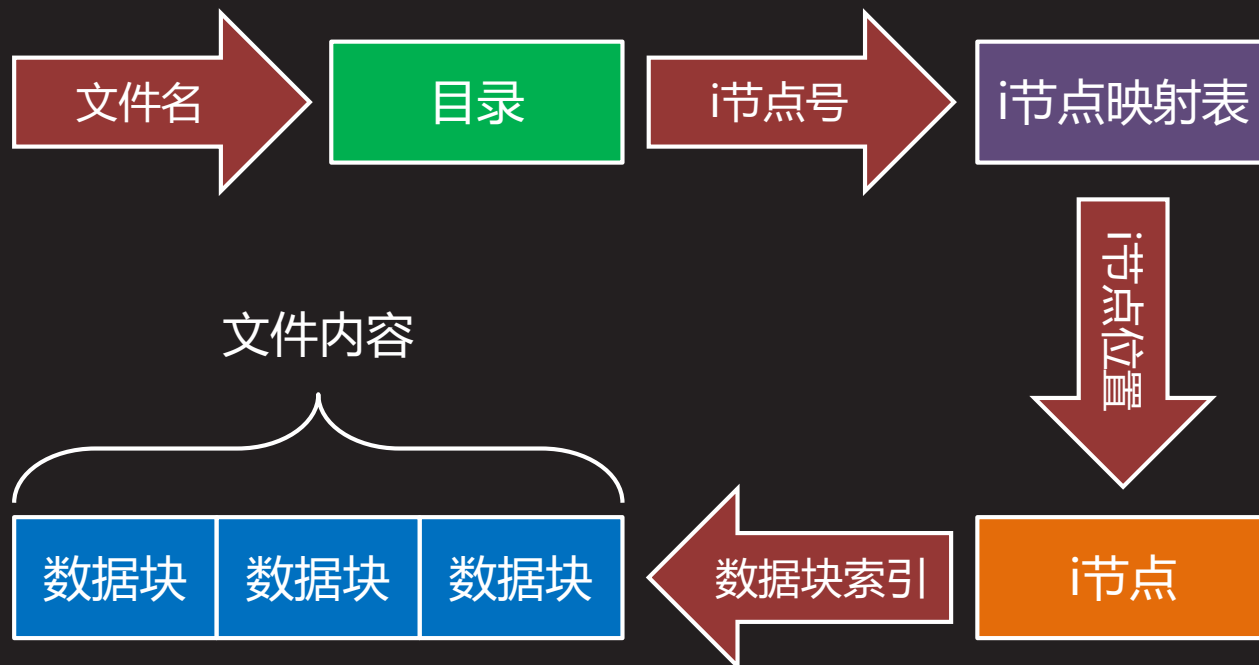 文件名
目录
i节点号
i节点映射表
i节点位置
文件内容
数据块
数据块
数据块
数据块索引
i节点